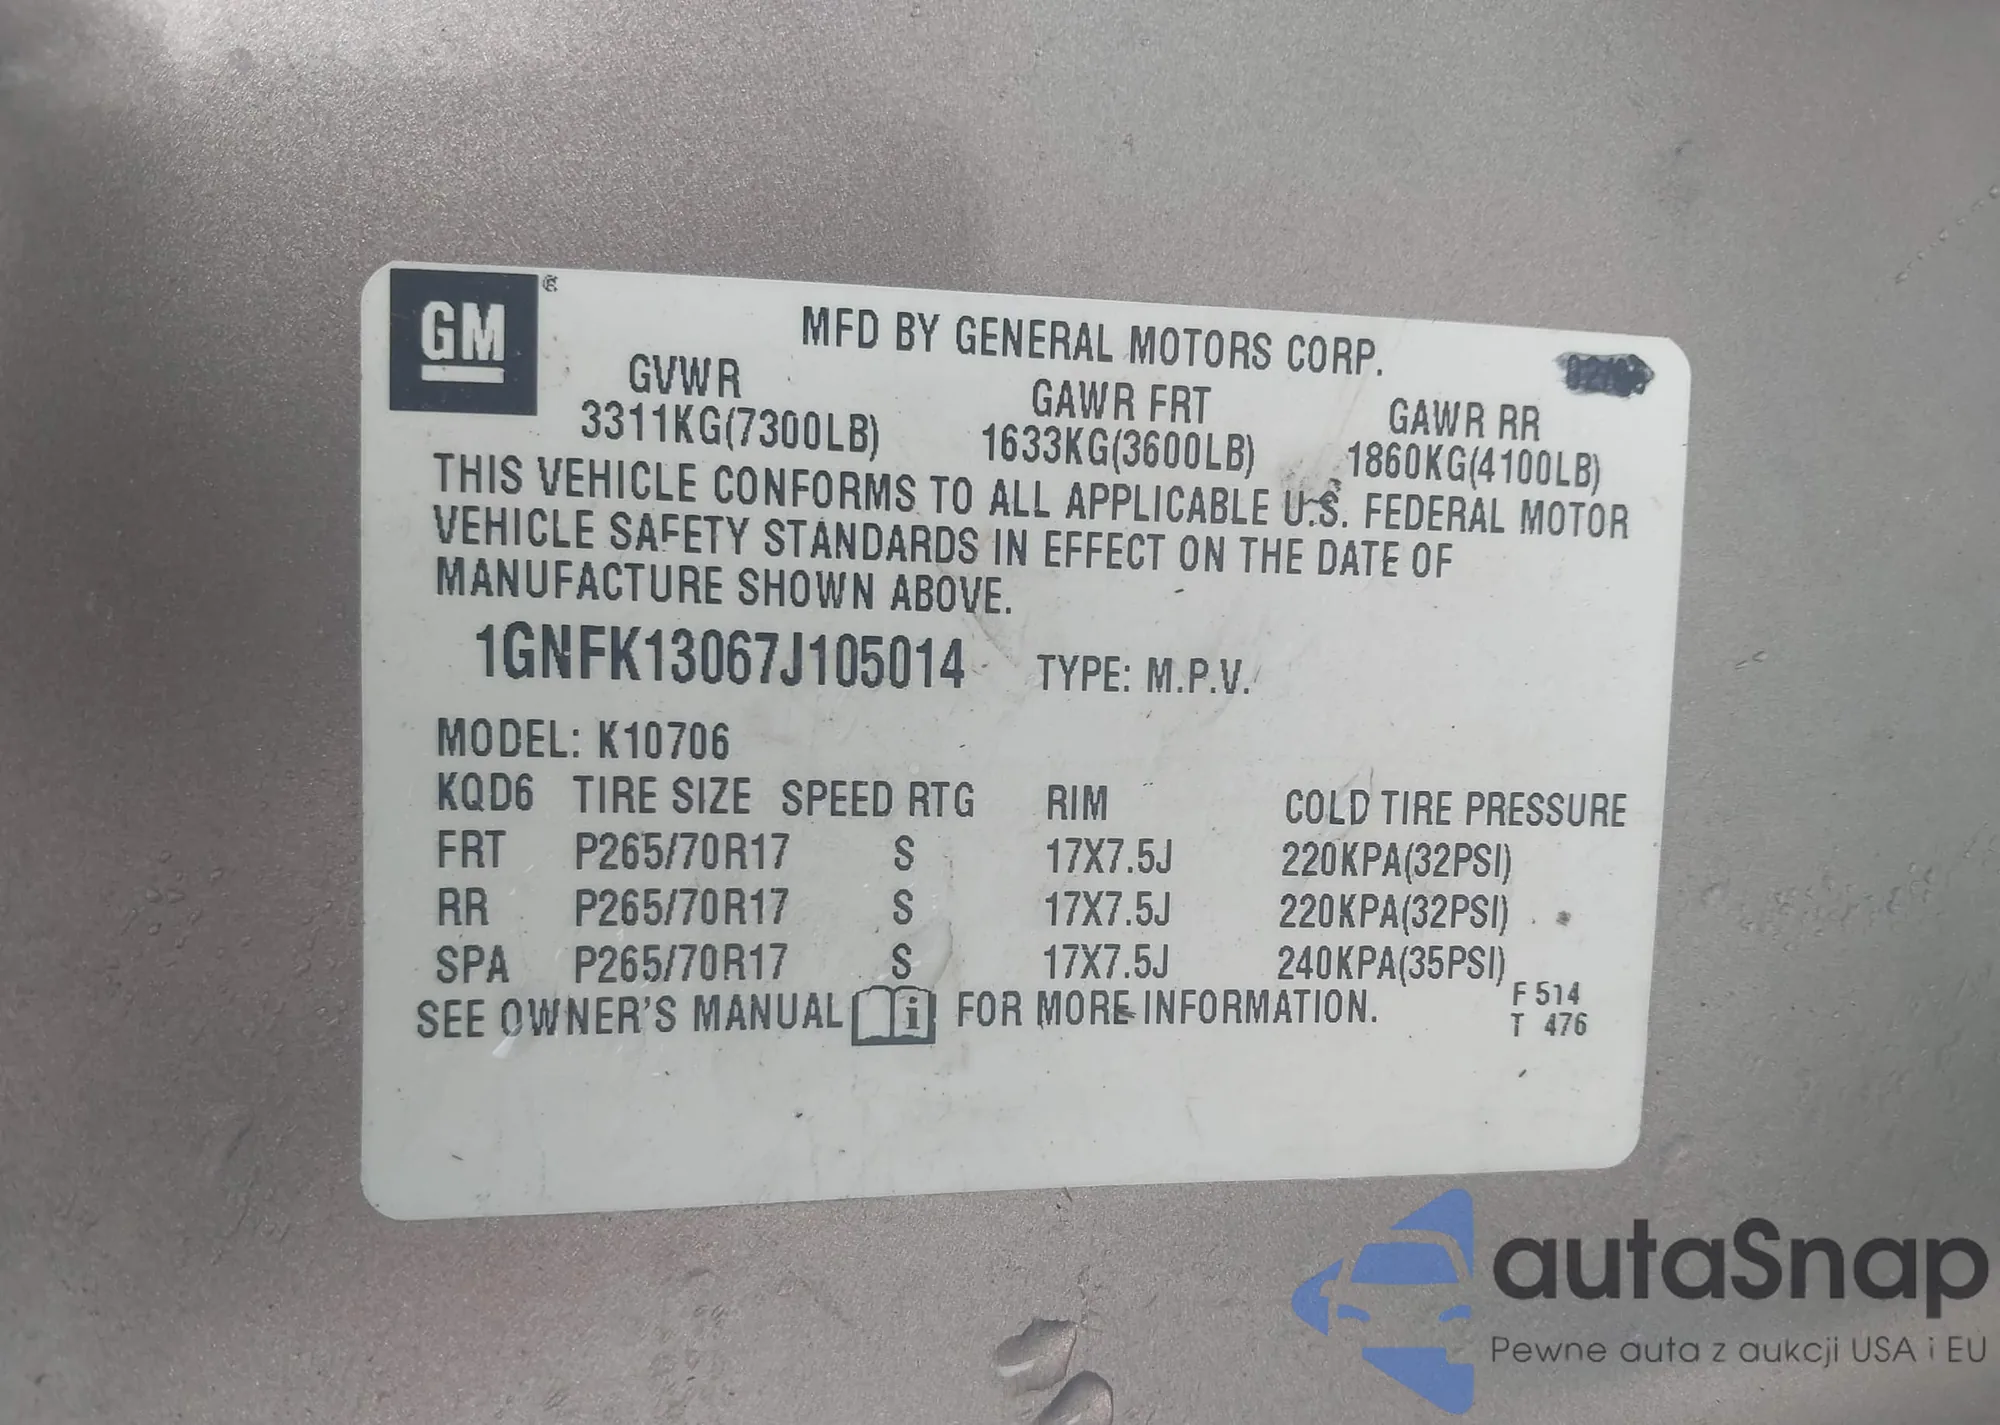 GM
MFD BY GENERAL MOTORS CORP.
GVWR GAWR FRT GAWR RR
3311KG(7300LB) 1633KG(3600LB) 1860KG(4100LB)
THIS VEHICLE CONFORMS TO ALL APPLICABLE U.S. FEDERAL MOTOR
VEHICLE SAFETY STANDARDS IN EFFECT ON THE DATE OF
MANUFACTURE SHOWN ABOVE.
1GNFK13067J105014 TYPE: M.P.V.
MODEL: K10706
KQD6 TIRE SIZE SPEED RTG RIM COLD TIRE PRESSURE
FRT P265/70R17 S 17X7.5J 220KPA(32PSI)
RR P265/70R17 S 17X7.5J 220KPA(32PSI)
SPA P265/70R17 S 17X7.5J 240KPA(35PSI)
SEE OWNER'S MANUAL i FOR MORE INFORMATION.
F 514
T 476
autaSnap
Pewne auta z aukcji USA i EU